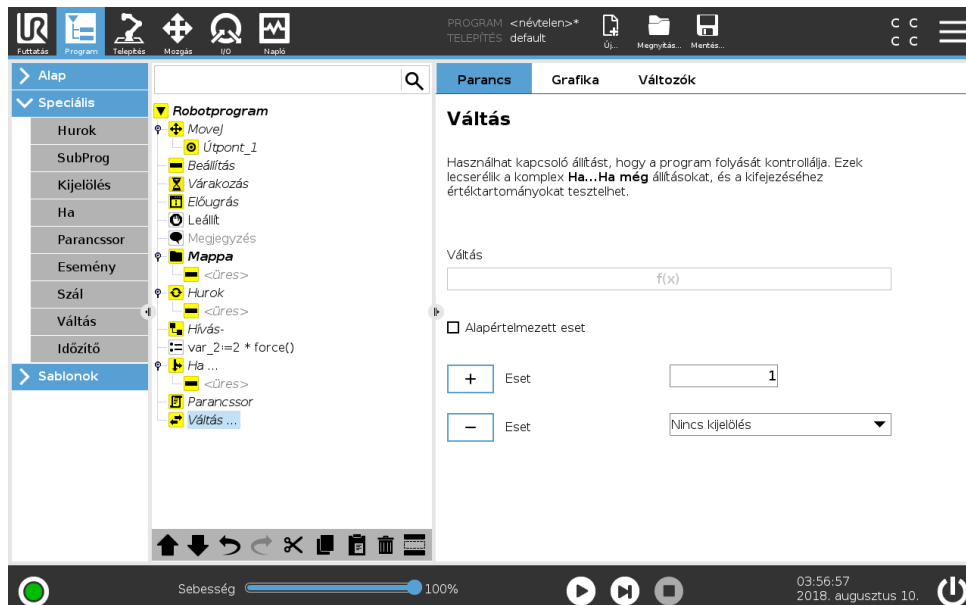 Futtatás
Program
Telepítés
Mozgás
I/O
Napló
PROGRAM <névtelen>*
TELEPÍTÉS default
Új...
Megnyitás...
Mentés...
C C
C C
Alap
Speciális
Hurok
SubProg
Kijelölés
Ha
Parancssor
Esemény
Szál
Váltás
Időzítő
Sablonok
Robotprogram
MoveJ
Útpont_1
Beállítás
Várakozás
Előugrás
Leállít
Megjegyzés
Mappa
<üres>
Hurok
<üres>
Hívás-
var_2:=2 * force()
Ha ...
<üres>
Parancssor
Váltás ...
Parancs Grafika Változók
Váltás
Használhat kapcsoló állítást, hogy a program folyását kontrollálja. Ezek
lecserélik a komplex Ha...Ha még állításokat, és a kifejezéséhez
értéktartományokat tesztelhet.
Váltás
f(x)
Alapértelmezett eset
+ Eset 1
− Eset Nincs kijelölés
Sebesség 100%
03:56:57
2018. augusztus 10.